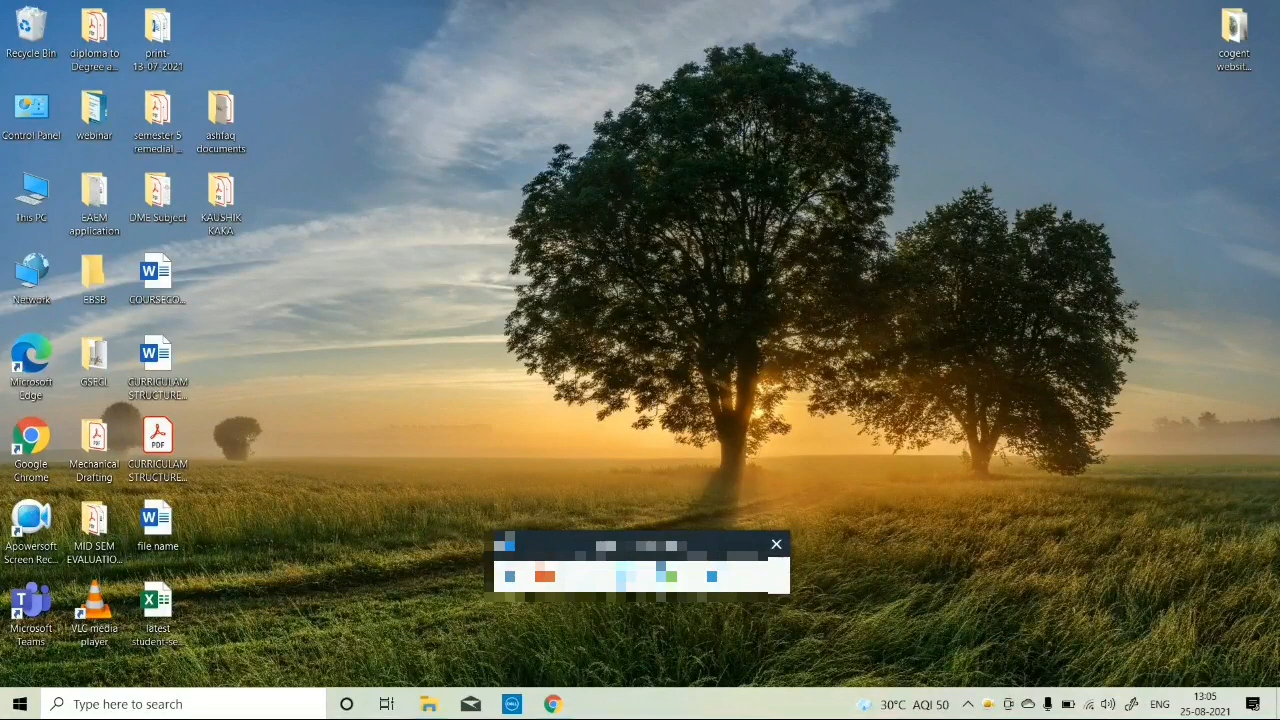 Recycle Bin
diploma to
Degree a...
print-
13-07-2021
cogent
websit...
Control Panel
webinar
semester 5
remedial ...
ashfaq
documents
This PC
EAEM
application
DME Subject
KAUSHIK
KAKA
Network
EBSB
COURSECO...
Microsoft
Edge
GSECL
CURRICULAM
STRUCTURE...
Google
Chrome
Mechanical
Drafting
PDF
CURRICULAM
STRUCTURE...
Apowersoft
Screen Rec...
MID SEM
EVALUATIO...
file name
Microsoft
Teams
VLC media
player
latest
student-se...
Type here to search
DELL
30°C AQI 50
ENG
13:05
25-08-2021